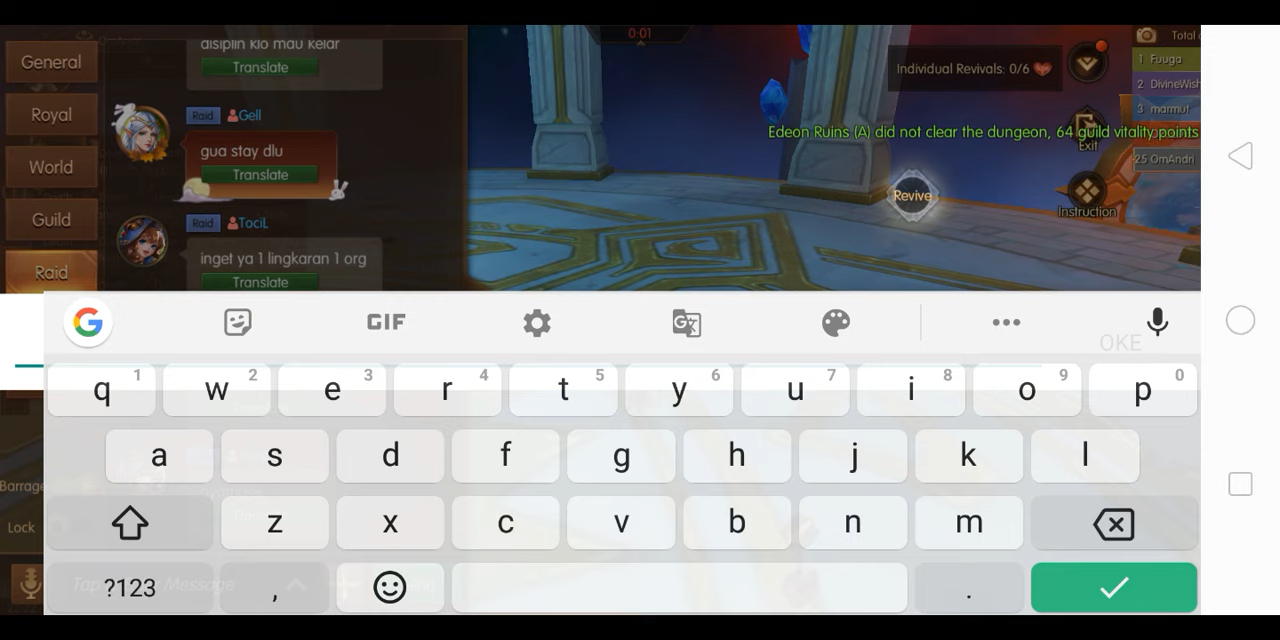 disiplin klo mau kelar
Translate
Raid Gell
gua stay dlu
Translate
Raid TociL
inget ya 1 lingkaran 1 org
Translate
General
Royal
World
Guild
Raid
Barrage
Lock
0:01
Individual Revivals: 0/6
Total
1 Fuuga
2 DivineWish
3 marmut
25 OmAndri
Edeon Ruins (A) did not clear the dungeon, 64 guild vitality points
Exit
Revive
Instruction
GIF
OKE
q 1 w 2 e 3 r 4 t 5 y 6 u 7 i 8 o 9 p 0
a s d f g h j k l
z x c v b n m
?123 , .
Tap Message